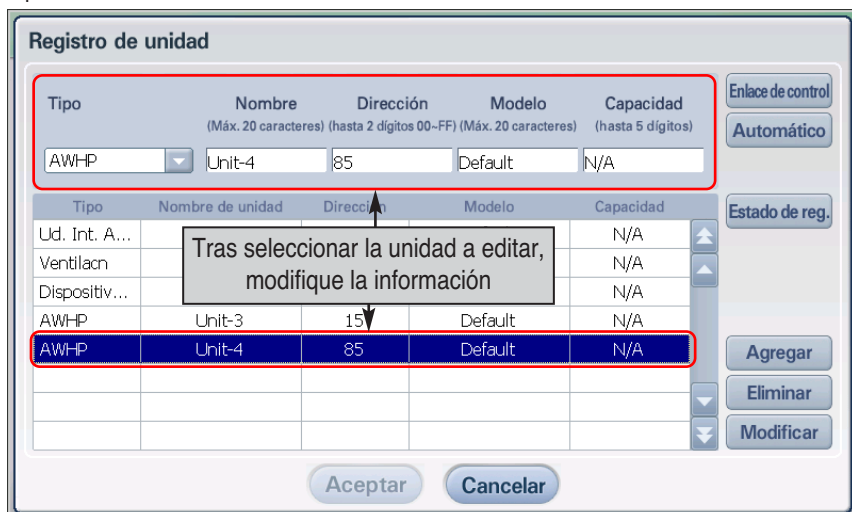 Registro de unidad
Tipo Nombre Dirección Modelo Capacidad Enlace de control
(Máx. 20 caracteres) (hasta 2 dígitos 00~FF) (Máx. 20 caracteres) (hasta 5 dígitos) Automático
AWHP Unit-4 85 Default N/A
Tipo Nombre de unidad Dirección Modelo Capacidad Estado de reg.
Ud. Int. A... N/A
Tras seleccionar la unidad a editar,
Ventilacn N/A
modifique la información
Dispositiv... N/A
AWHP Unit-3 15 Default N/A
AWHP Unit-4 85 Default N/A Agregar
Eliminar
Modificar
Aceptar Cancelar